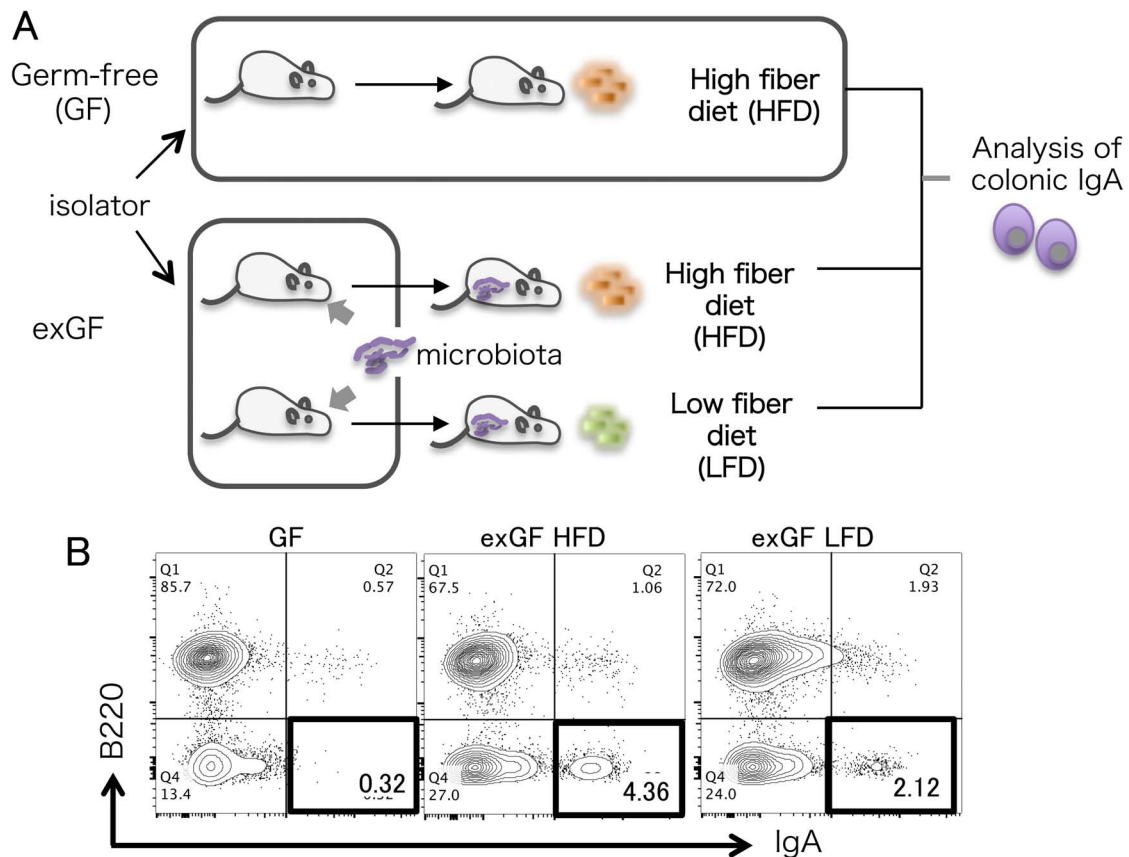 A
Germ-free
(GF)
High fiber
diet (HFD)
Analysis of
colonic IgA
isolator
exGF
High fiber
diet
(HFD)
microbiota
Low fiber
diet
(LFD)
B
GF
exGF HFD
exGF LFD
Q1
85.7
Q2
0.57
Q4
13.4
0.32
Q1
67.5
Q2
1.06
Q4
27.0
4.36
Q1
72.0
Q2
1.93
Q4
24.0
2.12
B220
IgA